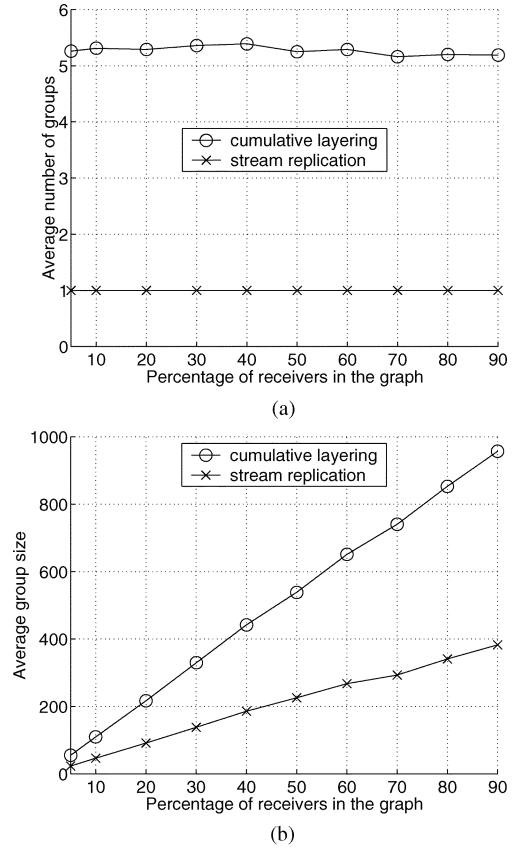 6
5
4
3
2
1
0
Average number of groups
cumulative layering
stream replication
10 20 30 40 50 60 70 80 90
Percentage of receivers in the graph
(a)
1000
800
600
400
200
0
Average group size
cumulative layering
stream replication
10 20 30 40 50 60 70 80 90
Percentage of receivers in the graph
(b)